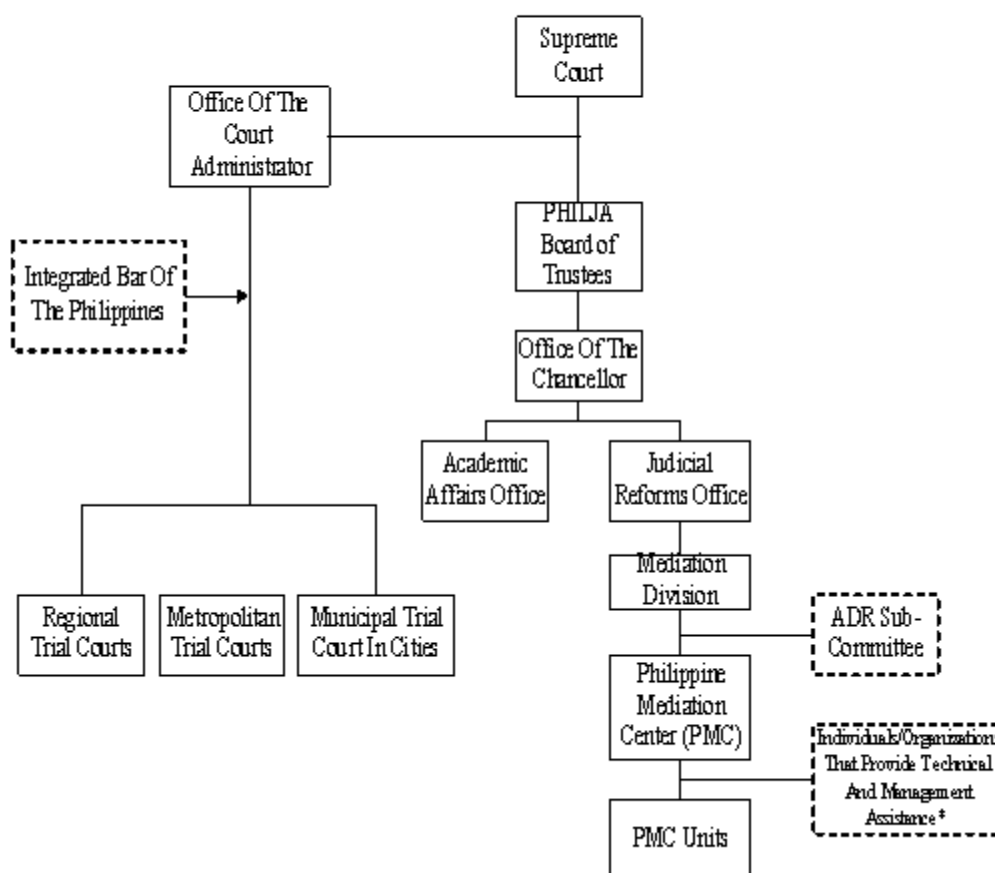 Supreme
Court
Office Of The
Court
Administrator
PHILJA
Board of
Trustees
Integrated Bar Of
The Philippines
Office Of The
Chancellor
Academic
Affairs Office
Judicial
Reforms Office
Mediation
Division
Regional
Trial Courts
Metropolitan
Trial Courts
Municipal Trial
Court In Cities
ADR Sub-
Committee
Philippine
Mediation
Center (PMC)
Individuals/Organization
That Provide Technical
And Management
Assistance*
PMC Units